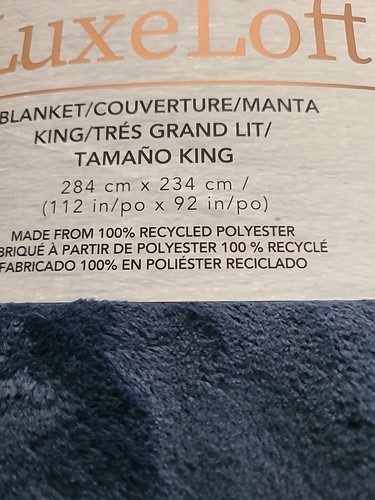 LuxeLoft
BLANKET/COUVERTURE/MANTA
KING/TRÉS GRAND LIT/
TAMAÑO KING
284 cm x 234 cm /
(112 in/po x 92 in/po)
MADE FROM 100% RECYCLED POLYESTER
BRIQUÉ À PARTIR DE POLYESTER 100 % RECYCLÉ
FABRICADO 100% EN POLIÉSTER RECICLADO